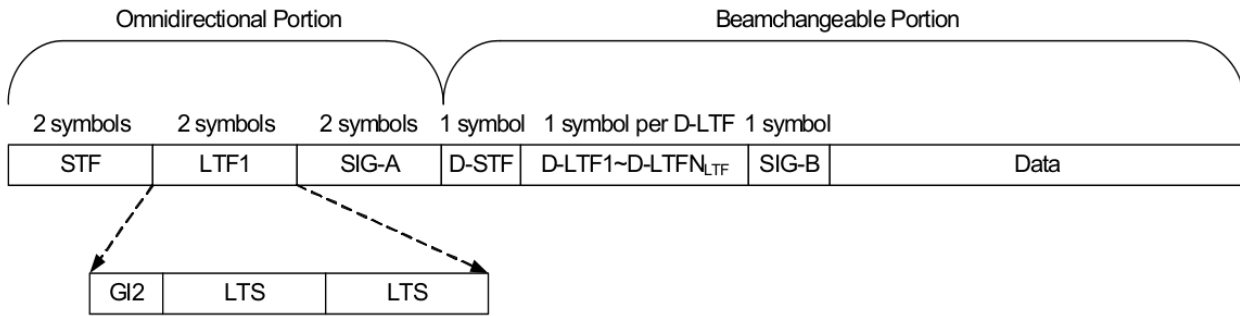 Omnidirectional Portion Beamchangeable Portion
2 symbols 2 symbols 2 symbols 1 symbol 1 symbol per D-LTF 1 symbol
STF LTF1 SIG-A D-STF D-LTF1~D-LTFN_LTF SIG-B Data
GI2 LTS LTS